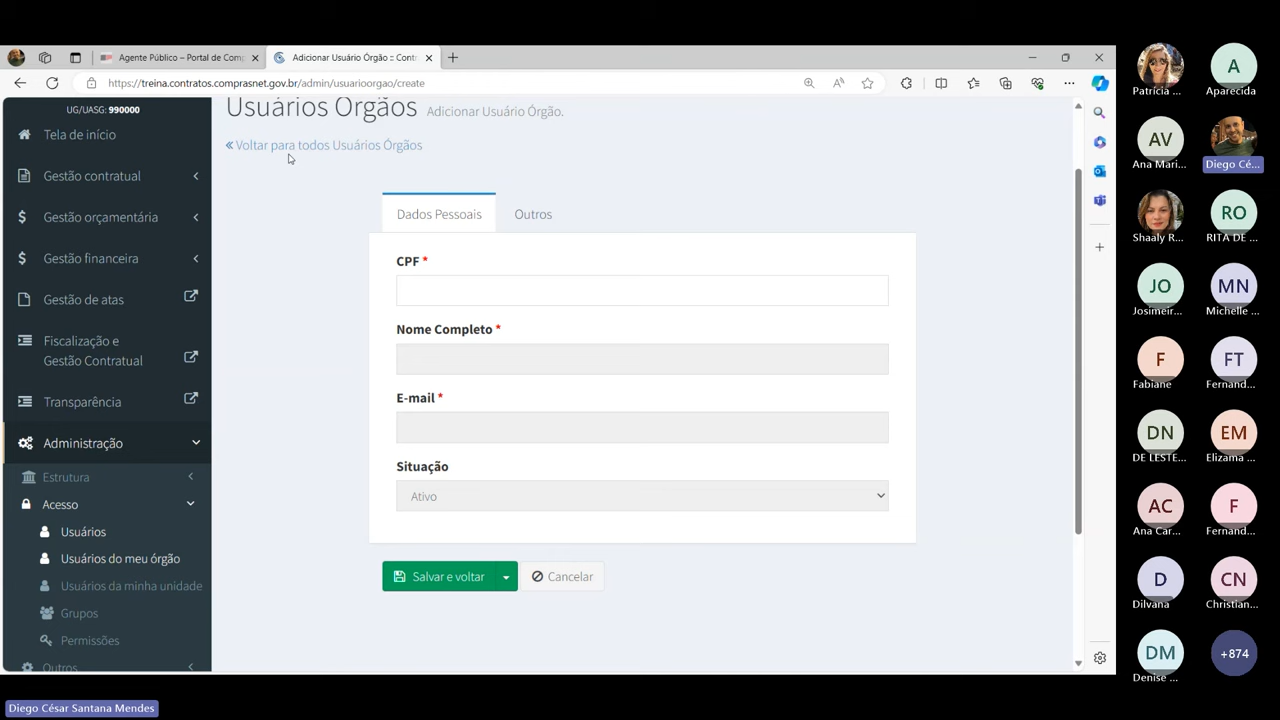 Agente Público – Portal de Comp
Adicionar Usuário Órgão :: Contr
https://treina.contratos.comprasnet.gov.br/admin/usuarioorgao/create
UG/UASG: 990000
Tela de início
Gestão contratual
Gestão orçamentária
Gestão financeira
Gestão de atas
Fiscalização e
Gestão Contratual
Transparência
Administração
Estrutura
Acesso
Usuários
Usuários do meu órgão
Usuários da minha unidade
Grupos
Permissões
Outros
Usuários Órgãos Adicionar Usuário Órgão.
« Voltar para todos Usuários Órgãos
Dados Pessoais Outros
CPF *
Nome Completo *
E-mail *
Situação
Ativo
Salvar e voltar Cancelar
Patrícia ...
A
Aparecida
AV
Ana Mari...
Diego Cé...
Shaaly R...
RO
RITA DE ...
JO
Josimeir...
MN
Michelle ...
F
Fabiane
FT
Fernand...
DN
DE LESTE...
EM
Elizama ...
AC
Ana Car...
F
Fernand...
D
Dilvana
CN
Christian...
DM
Denise ...
+874
Diego César Santana Mendes